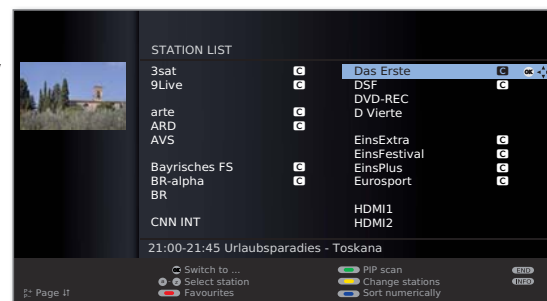 STATION LIST
3sat C
9Live C
arte C
ARD C
AVS
Bayrisches FS C
BR-alpha C
BR
CNN INT
Das Erste C OK
DSF C
DVD-REC
D Vierte
EinsExtra C
EinsFestival C
EinsPlus C
Eurosport C
HDMI1
HDMI2
21:00-21:45 Urlaubsparadies - Toskana
OK Switch to ...
Select station
Favourites
PIP scan
Change stations
Sort numerically
END
INFO
P+ P- Page